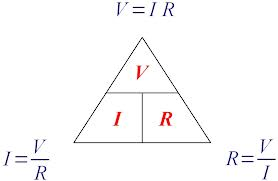 V = I R
V
I R
I = V/R
R = V/I